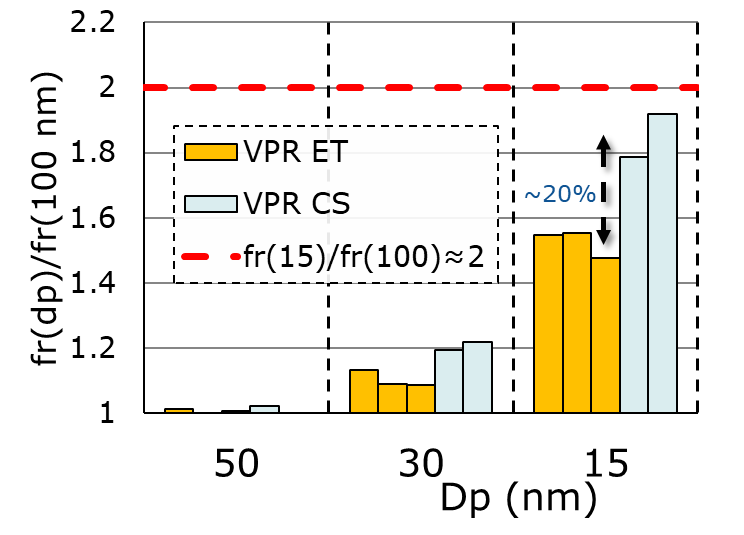 2.2
2
1.8
1.6
1.4
1.2
1
fr(dp)/fr(100 nm)
VPR ET
VPR CS
fr(15)/fr(100)≈2
~20%
50 30 15
Dp (nm)